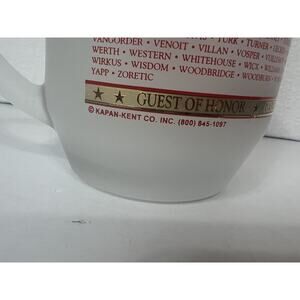 VANGORDER • VENOIT • VILLAN • VOSPER •
WERTH • WESTERN • WHITEHOUSE • WICK •
WIRKUS • WISDOM • WOODBRIDGE •
YAPP • ZORETIC
★ ★ GUEST OF HONOR ★
© KAPAN-KENT CO. INC. (800) 845-1097